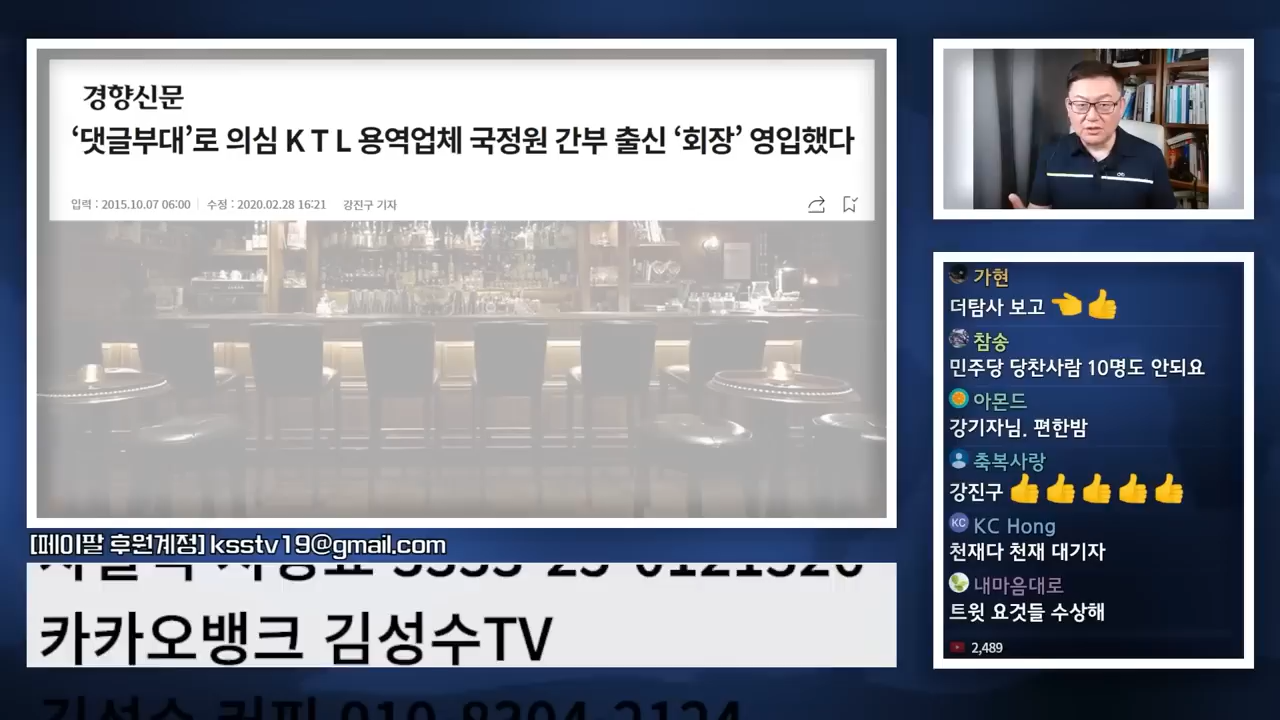 경향신문
‘댓글부대’로 의심 KTL 용역업체 국정원 간부 출신 ‘회장’ 영입했다
입력 : 2015.10.07 06:00 수정 : 2020.02.28 16:21 강진구 기자
[페이팔 후원계정] ksstv19@gmail.com
카카오뱅크 김성수TV
가현
더탐사 보고 👈👍
참송
민주당 당찬사람 10명도 안되요
아몬드
강기자님. 편한밤
축복사랑
강진구 👍👍👍👍👍
KC KC Hong
천재다 천재 대기자
내마음대로
트윗 요것들 수상해
2,489